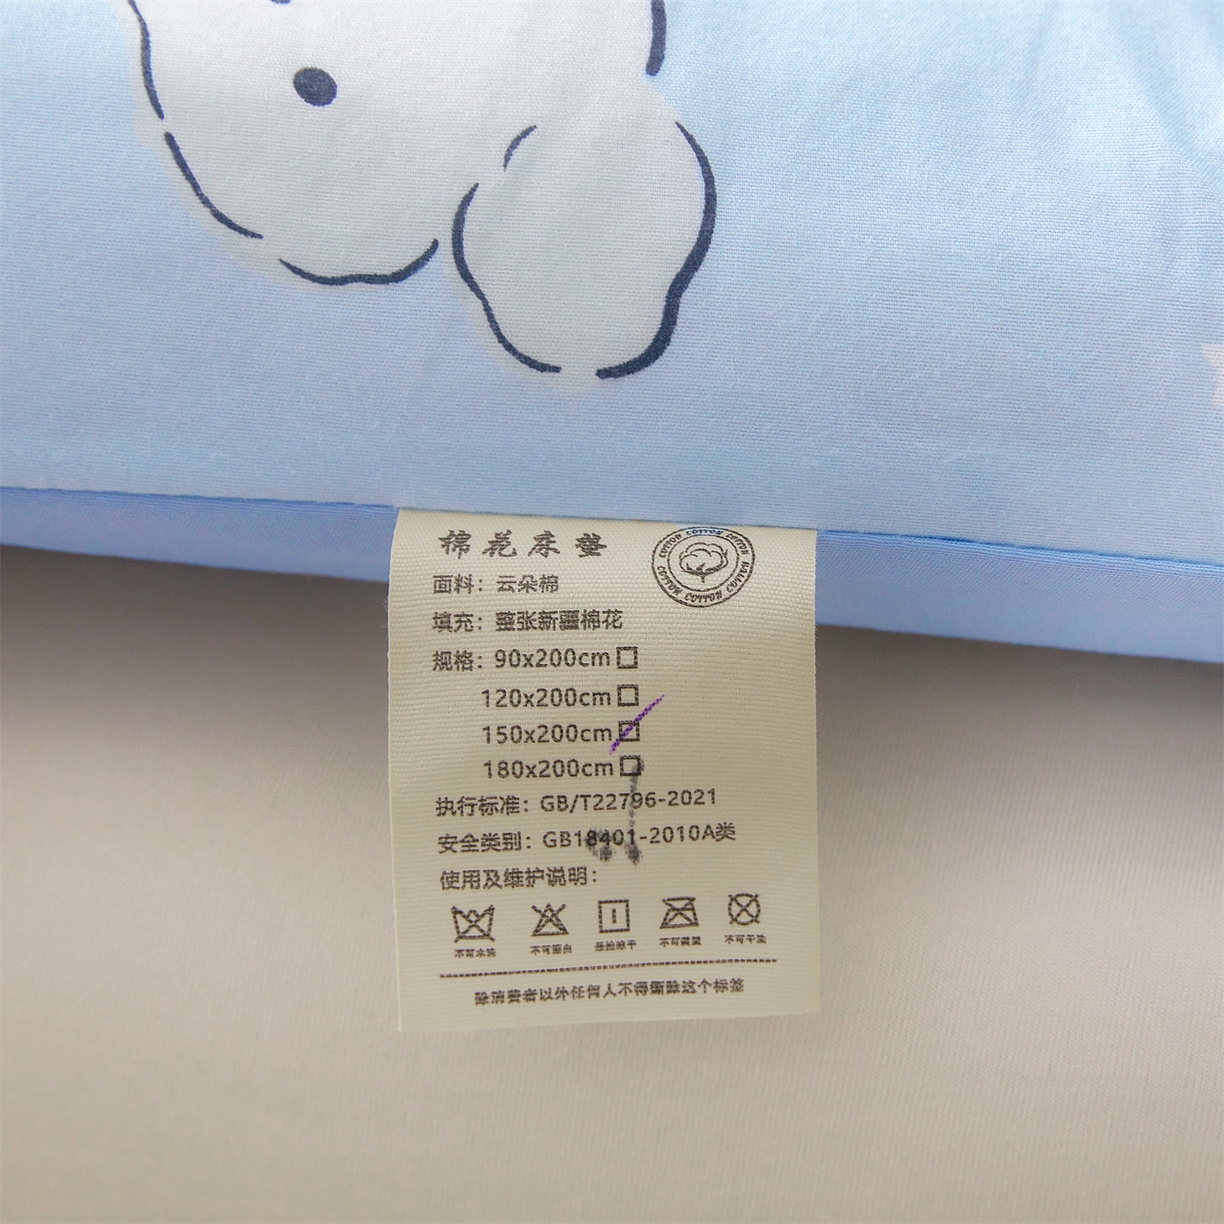 棉花床垫
COTTON COTTON COTTON COTTON COTTON
面料：云朵棉
填充：整张新疆棉花
规格：90x200cm
120x200cm
150x200cm
180x200cm
执行标准：GB/T22796-2021
安全类别：GB18401-2010A类
使用及维护说明：
不可水洗 不可漂白 悬挂晾干 不可熨烫 不可干洗
除消费者以外任何人不得撕除这个标签